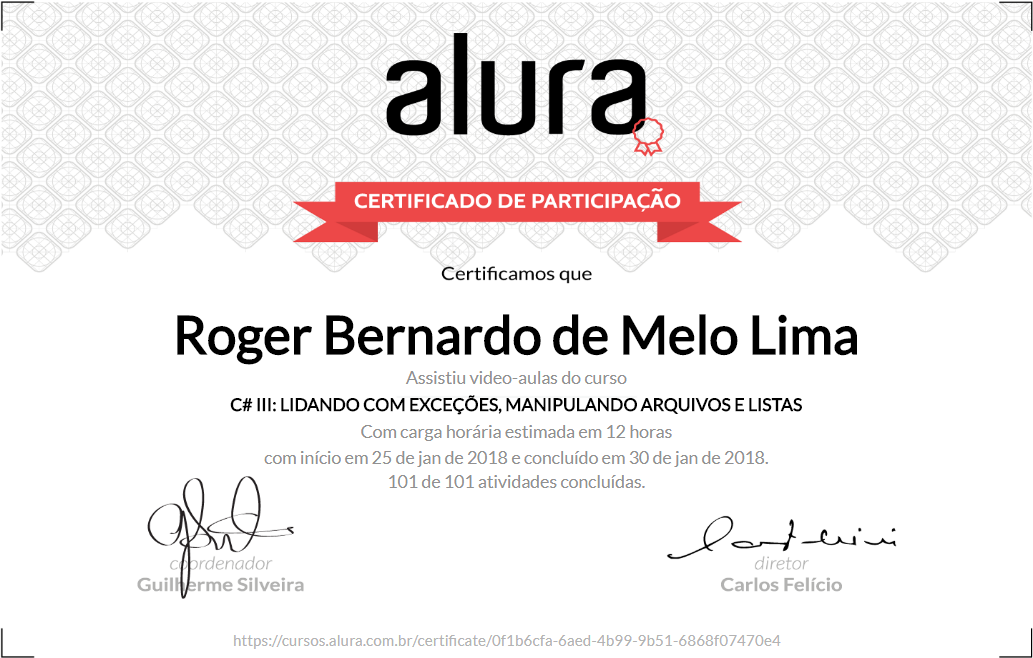 alura
CERTIFICADO DE PARTICIPAÇÃO
Certificamos que
Roger Bernardo de Melo Lima
Assistiu video-aulas do curso
C# III: LIDANDO COM EXCEÇÕES, MANIPULANDO ARQUIVOS E LISTAS
Com carga horária estimada em 12 horas
com início em 25 de jan de 2018 e concluído em 30 de jan de 2018.
101 de 101 atividades concluídas.
coordenador
Guilherme Silveira
diretor
Carlos Felício
https://cursos.alura.com.br/certificate/0f1b6cfa-6aed-4b99-9b51-6868f07470e4